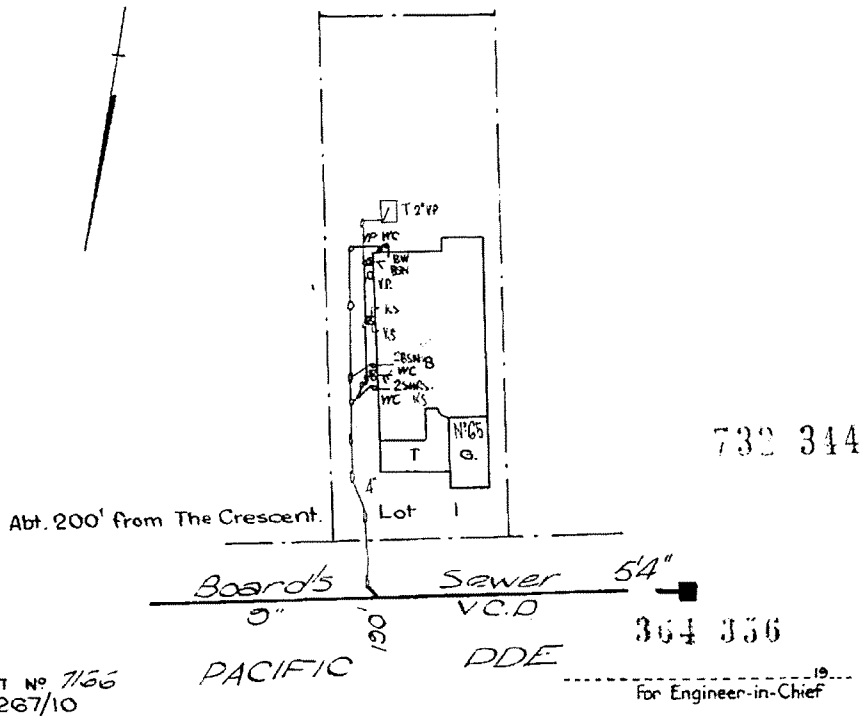 T 2" VP
VP WC
BW
BSN
V.P.
KS
KS
2BSNS
WC
2SHRS.
WC KS
Nº65
T G.
4"
Abt. 200' from The Crescent.
Lot 1
732 344
Board's Sewer 5'4"
9" V.C.P
190'
364 356
PACIFIC PDE
T Nº 7166
267/10
19
For Engineer-in-Chief